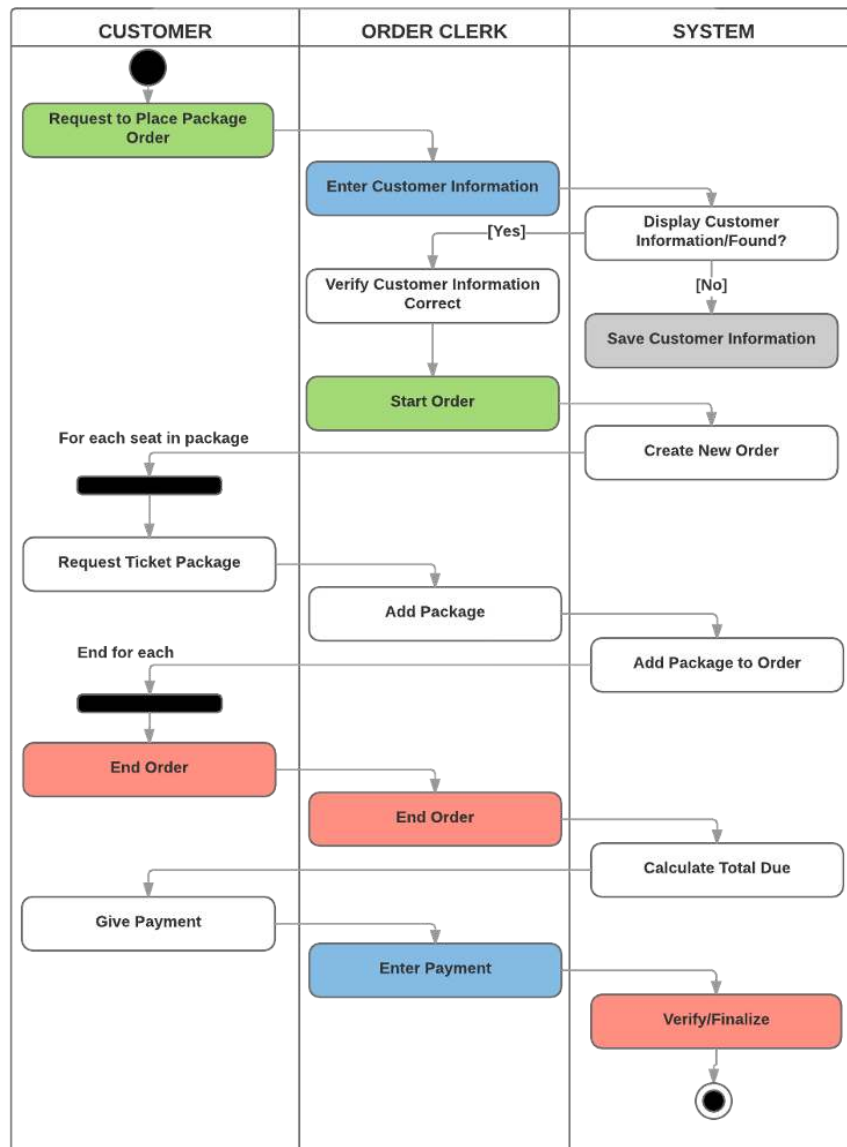 CUSTOMER
ORDER CLERK
SYSTEM
Request to Place Package
Order
Enter Customer Information
Display Customer
Information/Found?
[Yes]
Verify Customer Information
Correct
[No]
Save Customer Information
Start Order
For each seat in package
Create New Order
Request Ticket Package
Add Package
End for each
Add Package to Order
End Order
End Order
Calculate Total Due
Give Payment
Enter Payment
Verify/Finalize